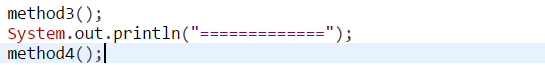 method3();
System.out.println("=============");
method4();